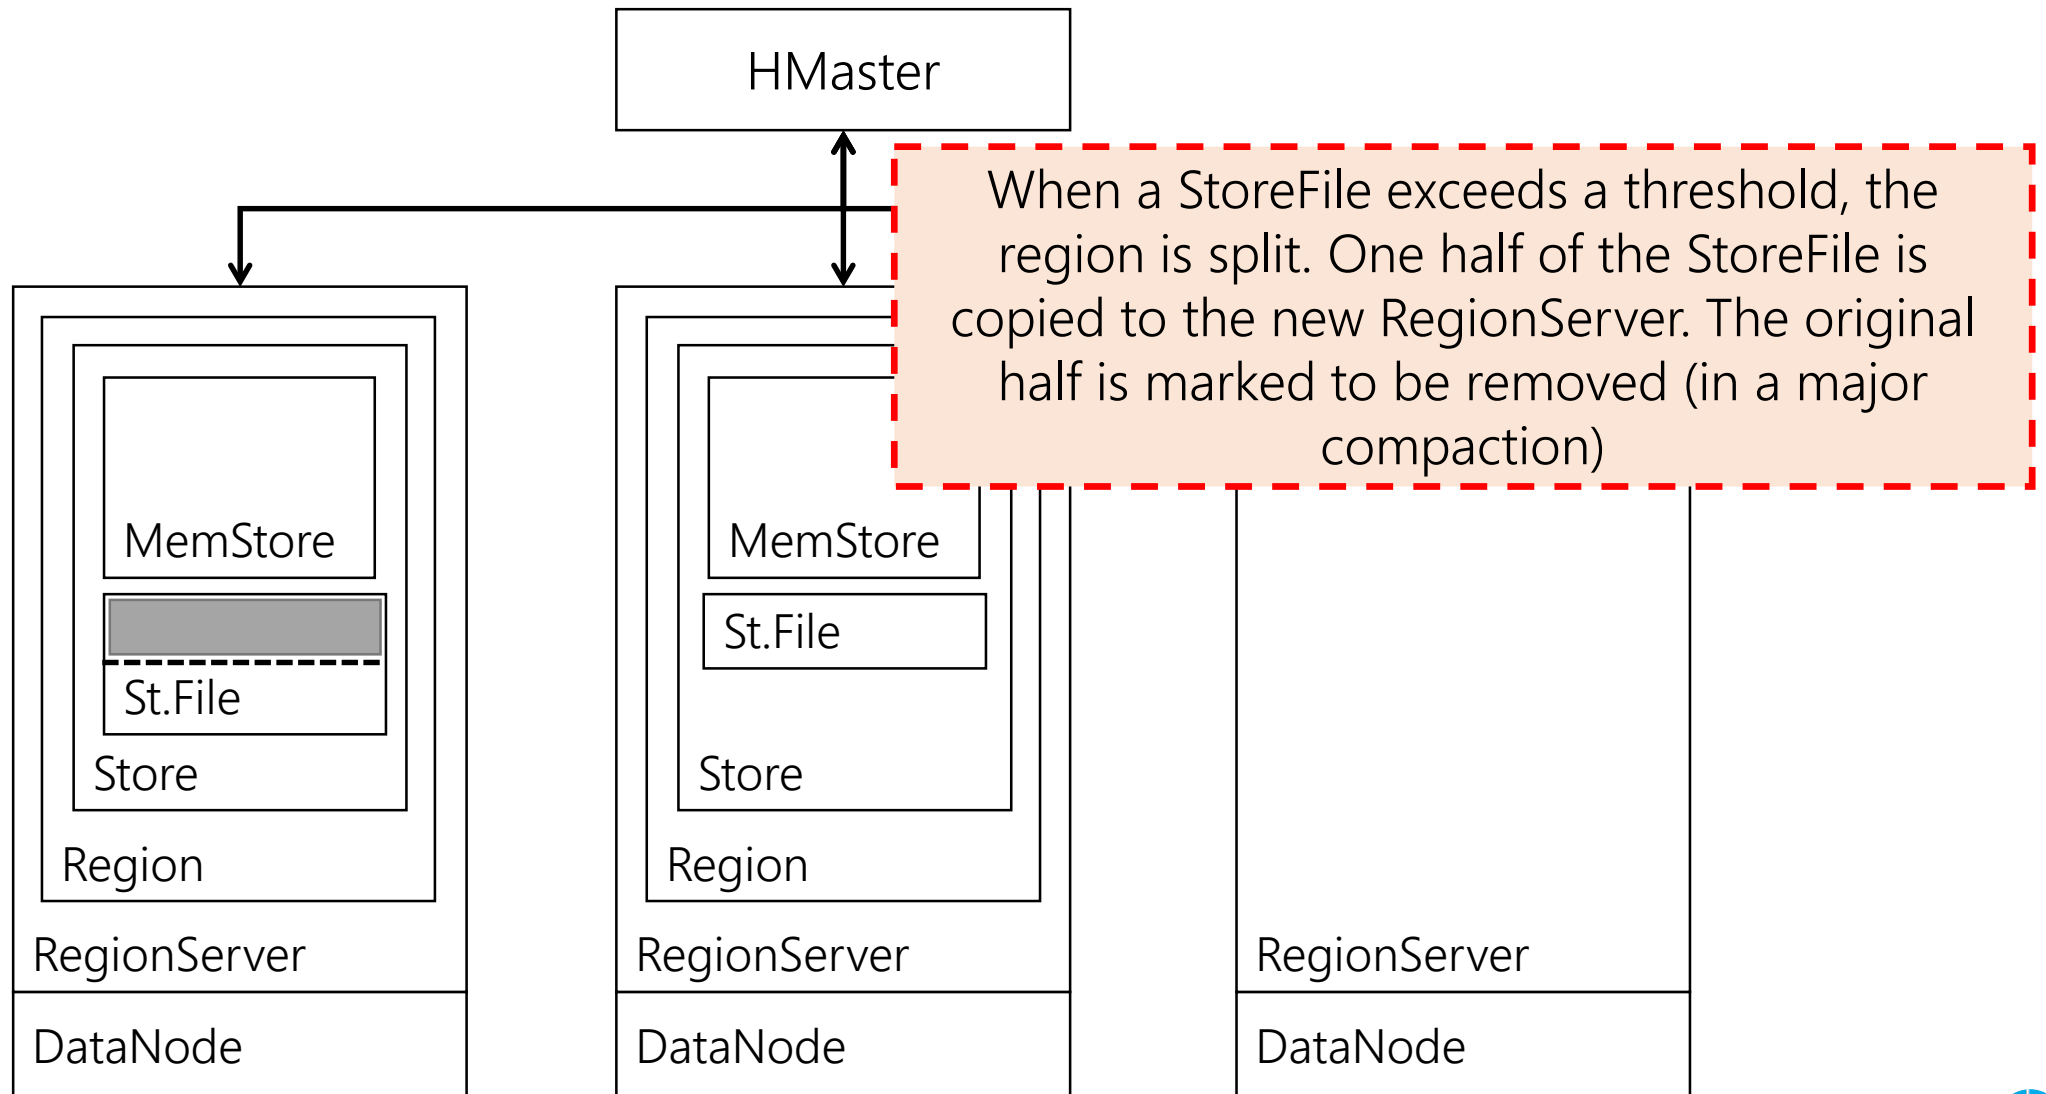 HMaster
When a StoreFile exceeds a threshold, the
region is split. One half of the StoreFile is
copied to the new RegionServer. The original
half is marked to be removed (in a major
compaction)
MemStore
St.File
Store
Region
RegionServer
DataNode
MemStore
St.File
Store
Region
RegionServer
DataNode
RegionServer
DataNode